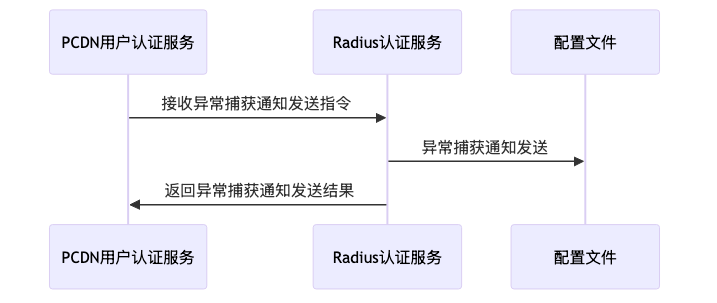 PCDN用户认证服务
Radius认证服务
配置文件
接收异常捕获通知发送指令
异常捕获通知发送
返回异常捕获通知发送结果
PCDN用户认证服务
Radius认证服务
配置文件